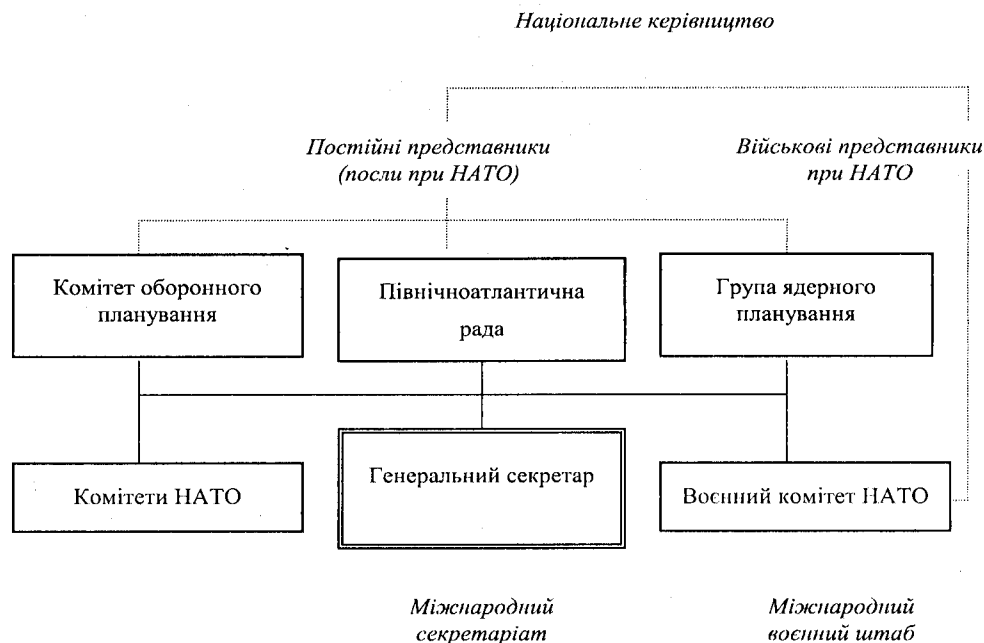 Національне керівництво
Постійні представники
(посли при НАТО)
Військові представники
при НАТО
Комітет оборонного
планування
Північноатлантична
рада
Група ядерного
планування
Комітети НАТО
Генеральний секретар
Воєнний комітет НАТО
Міжнародний
секретаріат
Міжнародний
воєнний штаб